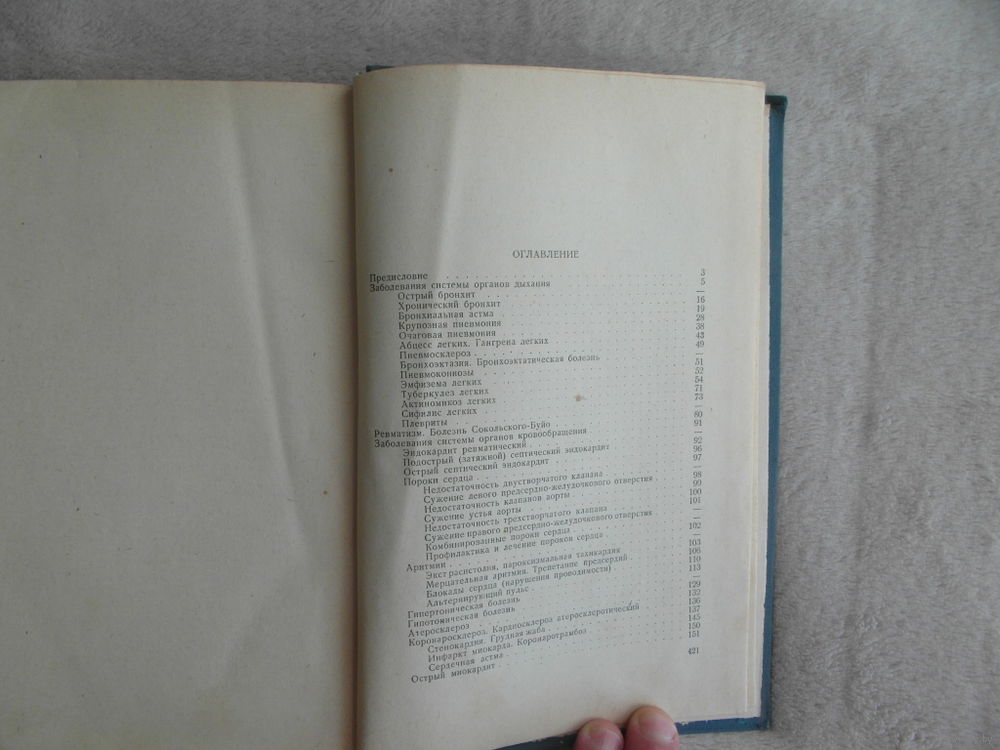 ОГЛАВЛЕНИЕ
Предисловие . . . 3
Заболевания системы органов дыхания . . . 5
Острый бронхит . . . —
Хронический бронхит . . . 16
Бронхиальная астма . . . 19
Крупозная пневмония . . . 28
Очаговая пневмония . . . 38
Абцесс легких. Гангрена легких . . . 43
Пневмосклероз . . . 49
Бронхоэктазия. Бронхоэктатическая болезнь . . . —
Пневмокониозы . . . 51
Эмфизема легких . . . 52
Туберкулез легких . . . 54
Актиномикоз легких . . . 71
Сифилис легких . . . 73
Плевриты . . . —
Ревматизм. Болезнь Сокольского-Буйо . . . 80
Заболевания системы органов кровообращения . . . 91
Эндокардит ревматический . . . —
Подострый (затяжной) септический эндокардит . . . 92
Острый септический эндокардит . . . 96
Пороки сердца . . . 97
Недостаточность двустворчатого клапана . . . —
Сужение левого предсердно-желудочкового отверстия . . . 98
Недостаточность клапанов аорты . . . 99
Сужение устья аорты . . . 100
Недостаточность трехстворчатого клапана . . . 101
Сужение правого предсердно-желудочкового отверстия . . . —
Комбинированные пороки сердца . . . —
Профилактика и лечение пороков сердца . . . 102
Аритмии . . . —
Экстрасистолия, пароксизмальная тахикардия . . . 103
Мерцательная аритмия. Трепетание предсердий . . . 106
Блокады сердца (нарушения проводимости) . . . 110
Альтернирующий пульс . . . 113
Гипертоническая болезнь . . . —
Гипотоническая болезнь . . . 129
Атеросклероз . . . 132
Коронаросклероз. Кардиосклероз атеросклеротический . . . 136
Стенокардия. Грудная жаба . . . 137
Инфаркт миокарда. Коронаротромбоз . . . 145
Сердечная астма . . . 150
Острый миокардит . . . 151
421